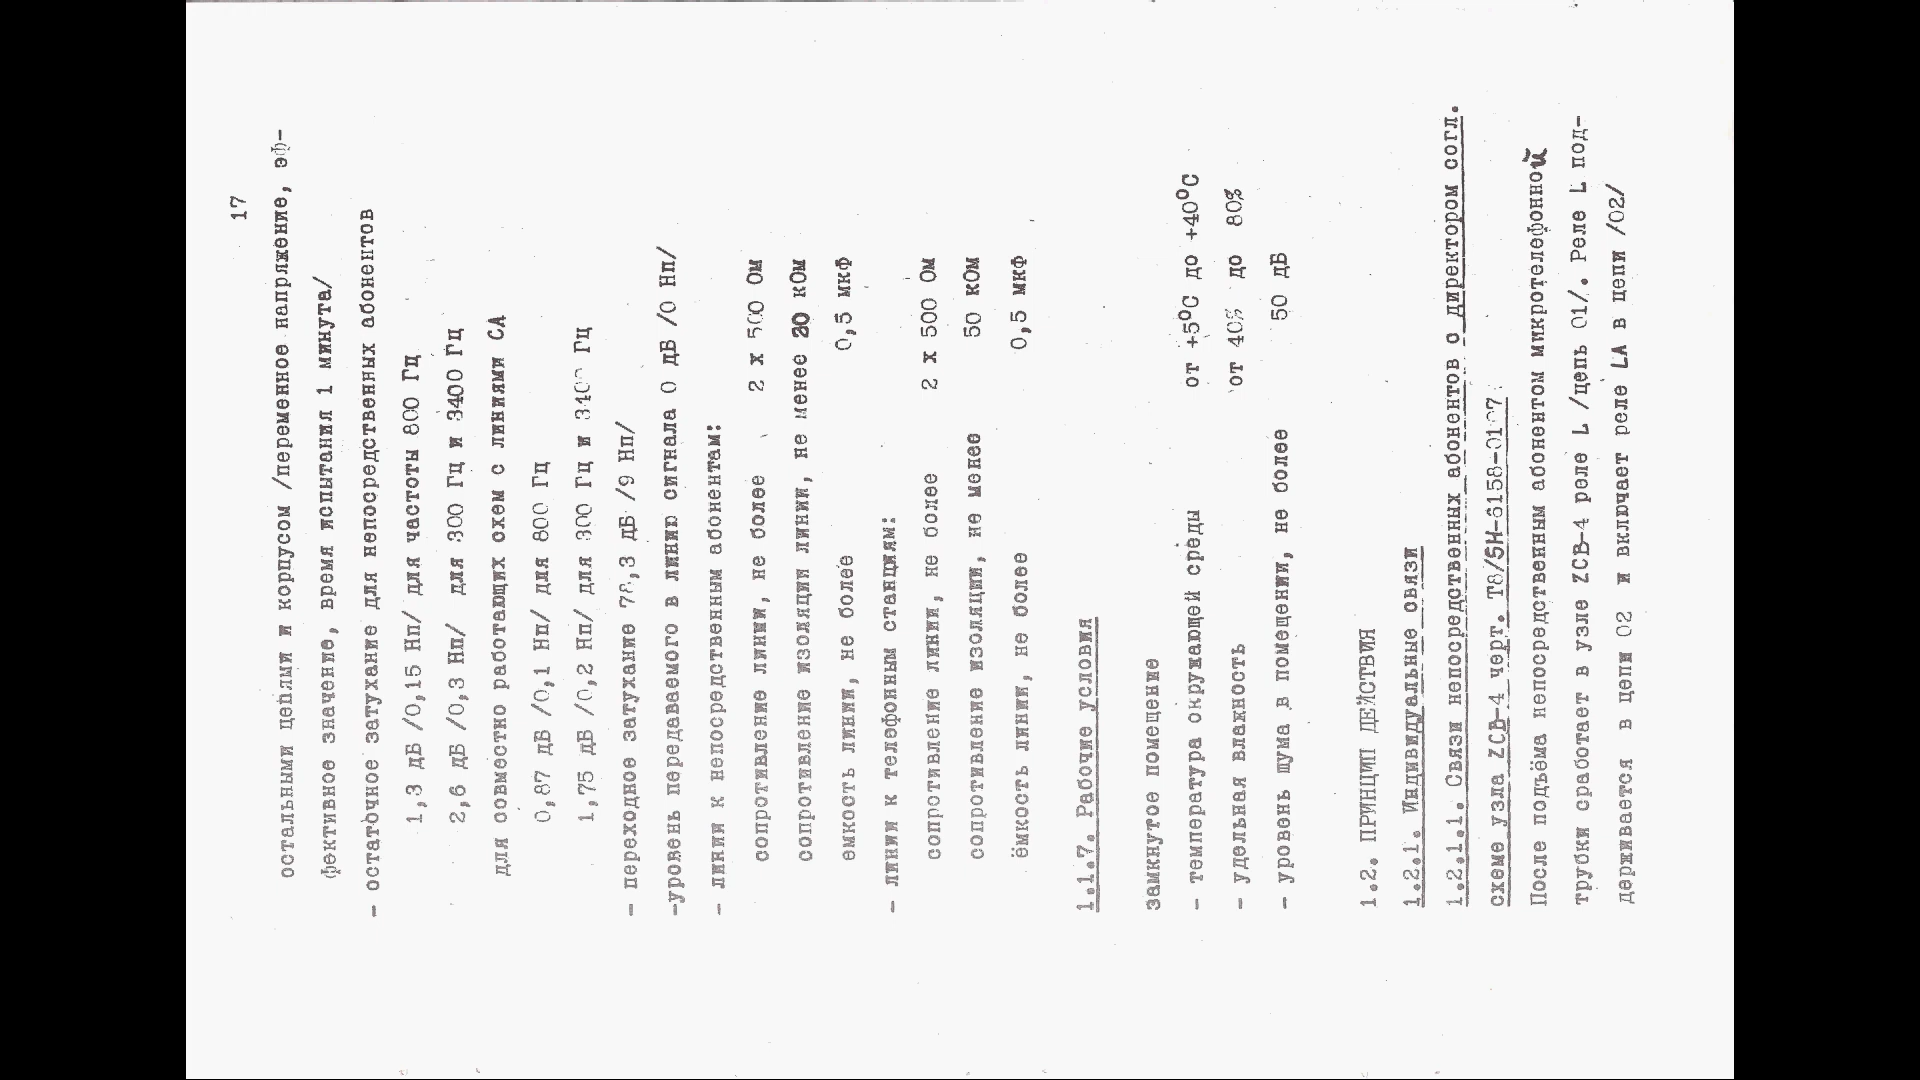 17
остальными цепями и корпусом /переменное напряжение, эф-
фективное значение, время испытания 1 минута/
- остаточное затухание для непосредственных абонентов
1,3 дБ /0,15 Нп/ для частоты 800 Гц
2,6 дБ /0,3 Нп/ для 300 Гц и 3400 Гц
для совместно работающих схем с линиями СА
0,87 дБ /0,1 Нп/ для 800 Гц
1,75 дБ /0,2 Нп/ для 300 Гц и 3400 Гц
- переходное затухание 78,3 дБ /9 Нп/
-уровень передаваемого в линию сигнала 0 дБ /0 Нп/
- линии к непосредственным абонентам:
сопротивление линии, не более 2 х 500 Ом
сопротивление изоляции линии, не менее кОм
ёмкость линии, не более 0,5 мкФ
- линии к телефонным станциям:
сопротивление линии, не более 2 х 500 Ом
сопротивление изоляции, не менее 50 кОм
ёмкость линии, не более 0,5 мкФ
1.1.7. Рабочие условия
замкнутое помещение
- температура окружающей среды от +5°С до +40°С
- удельная влажность от 40% до 80%
- уровень шума в помещении, не более 50 дБ
1.2. ПРИНЦИП ДЕЙСТВИЯ
1.2.1. Индивидуальные связи
1.2.1.1. Связи непосредственных абонентов с директором согл.
схеме узла ZCB-4 черт.
После подъёма непосредственным абонентом микротелефонной
трубки сработает в узле ZCB-4 реле L /цепь 01/. Реле L под-
держивается в цепи 02 и включает реле LA в цепи /02/